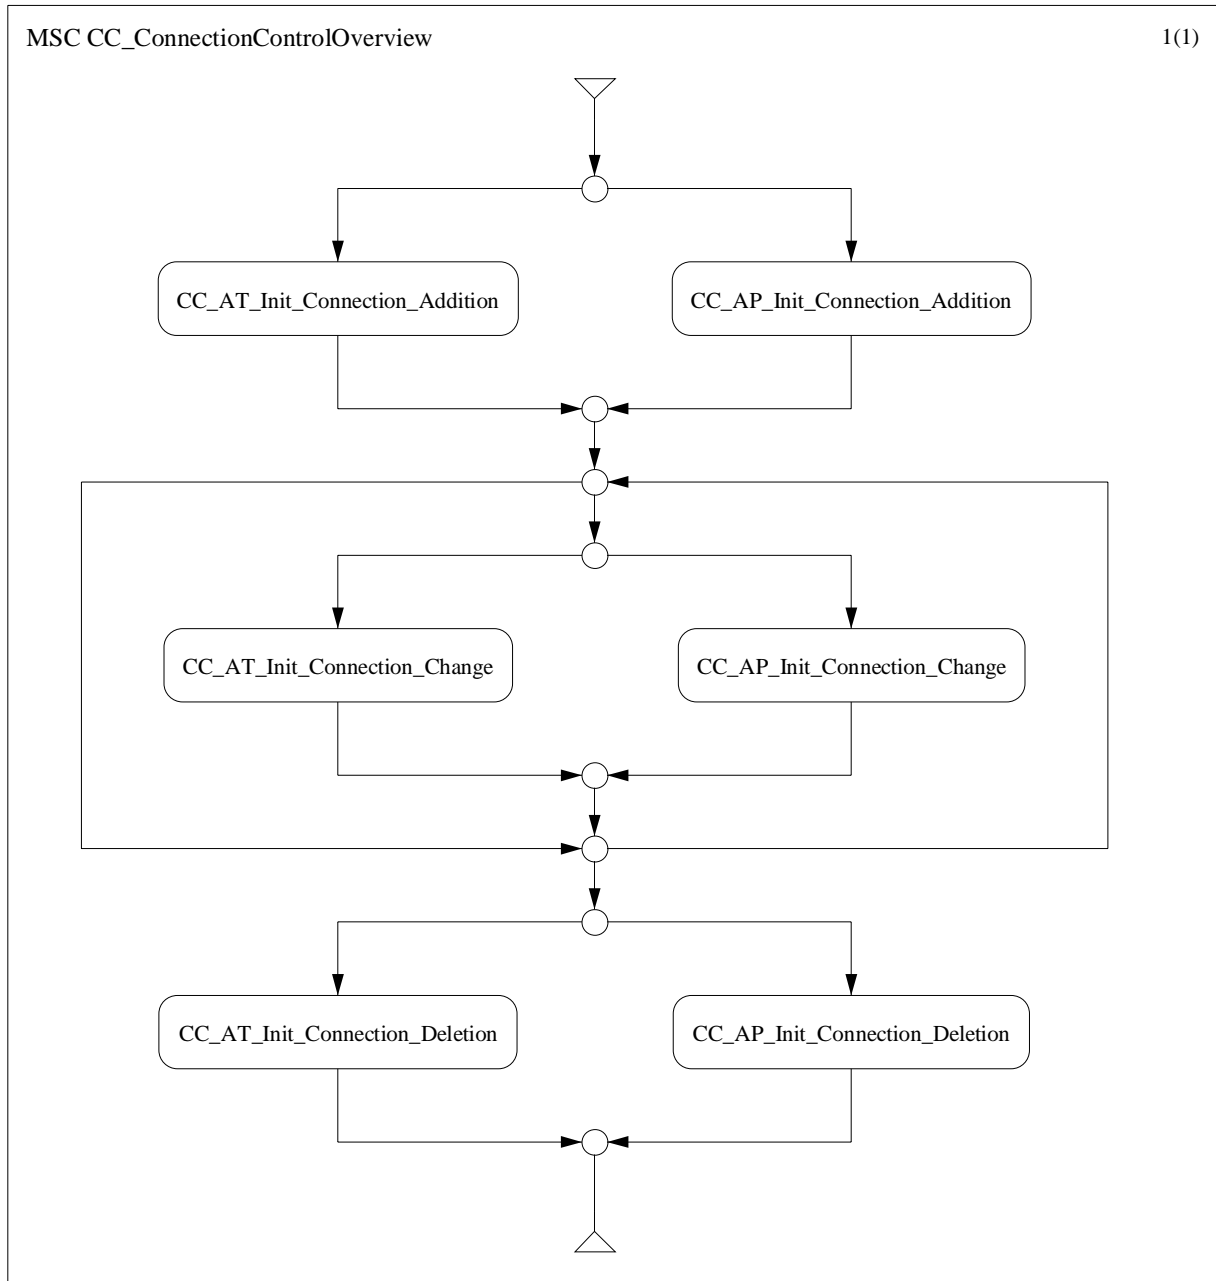 MSC CC_ConnectionControlOverview
1(1)
CC_AT_Init_Connection_Addition
CC_AP_Init_Connection_Addition
CC_AT_Init_Connection_Change
CC_AP_Init_Connection_Change
CC_AT_Init_Connection_Deletion
CC_AP_Init_Connection_Deletion